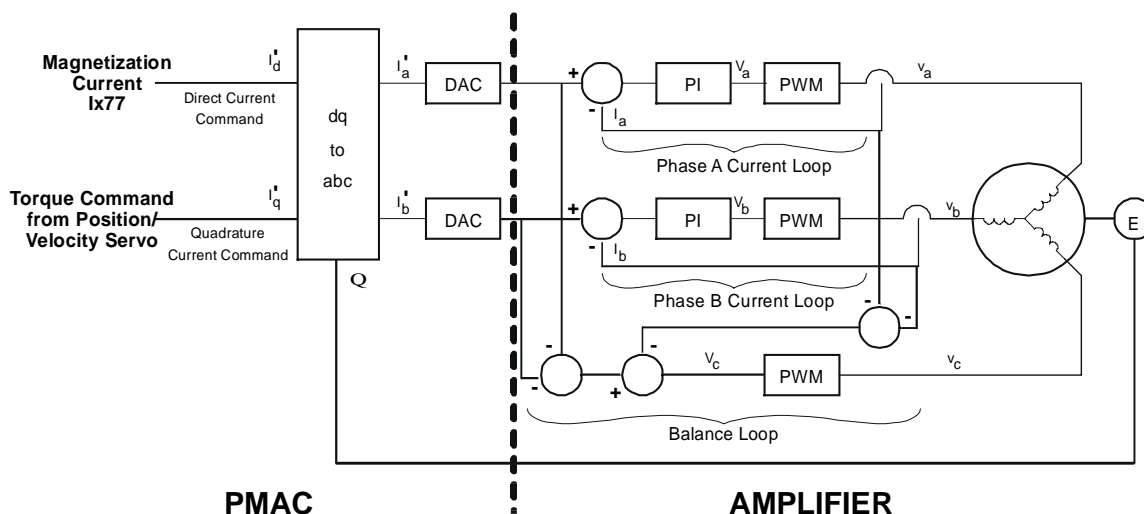 Magnetization
Current
Ix77
I'd
Direct Current
Command
dq
to
abc
I'a
DAC
+
-
PI
Va
PWM
va
Ia
Phase A Current Loop
Torque Command
from Position/
Velocity Servo
I'q
Quadrature
Current Command
I'b
DAC
+
-
PI
Vb
PWM
vb
Ib
Phase B Current Loop
E
Q
-
-
-
-
+
-
Vc
PWM
vc
Balance Loop
PMAC
AMPLIFIER